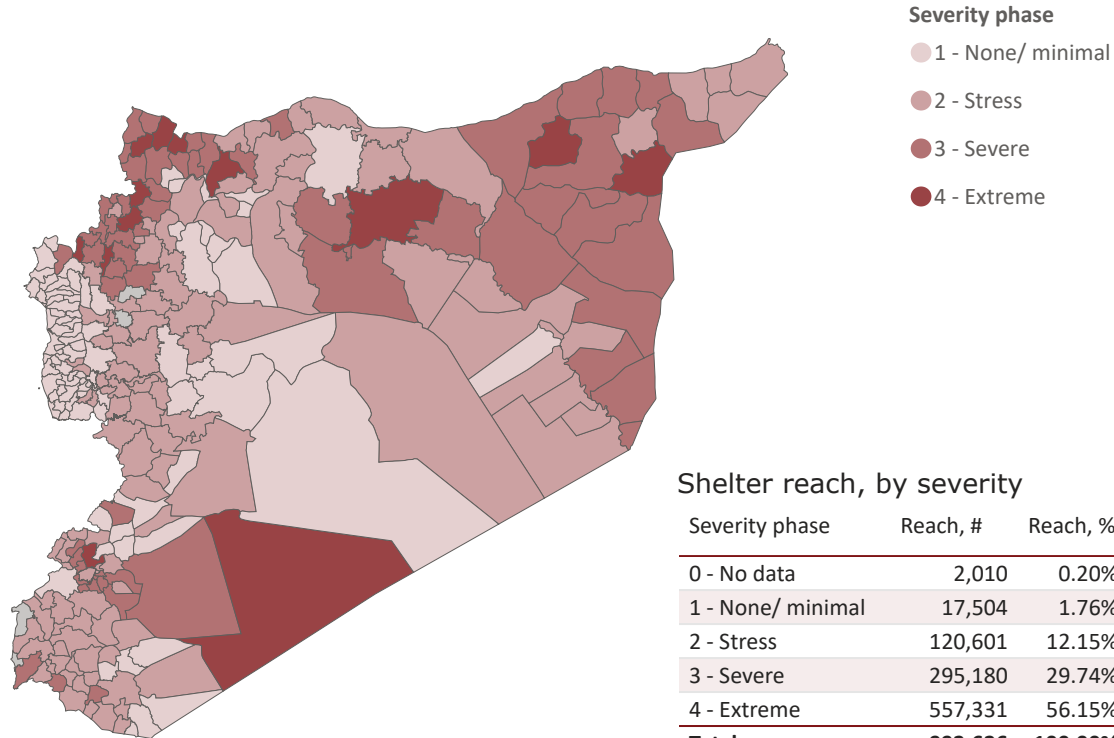 Severity phase
1 - None/ minimal
2 - Stress
3 - Severe
4 - Extreme
Shelter reach, by severity
Severity phase Reach, # Reach, %
0 - No data 2,010 0.20%
1 - None/ minimal 17,504 1.76%
2 - Stress 120,601 12.15%
3 - Severe 295,180 29.74%
4 - Extreme 557,331 56.15%